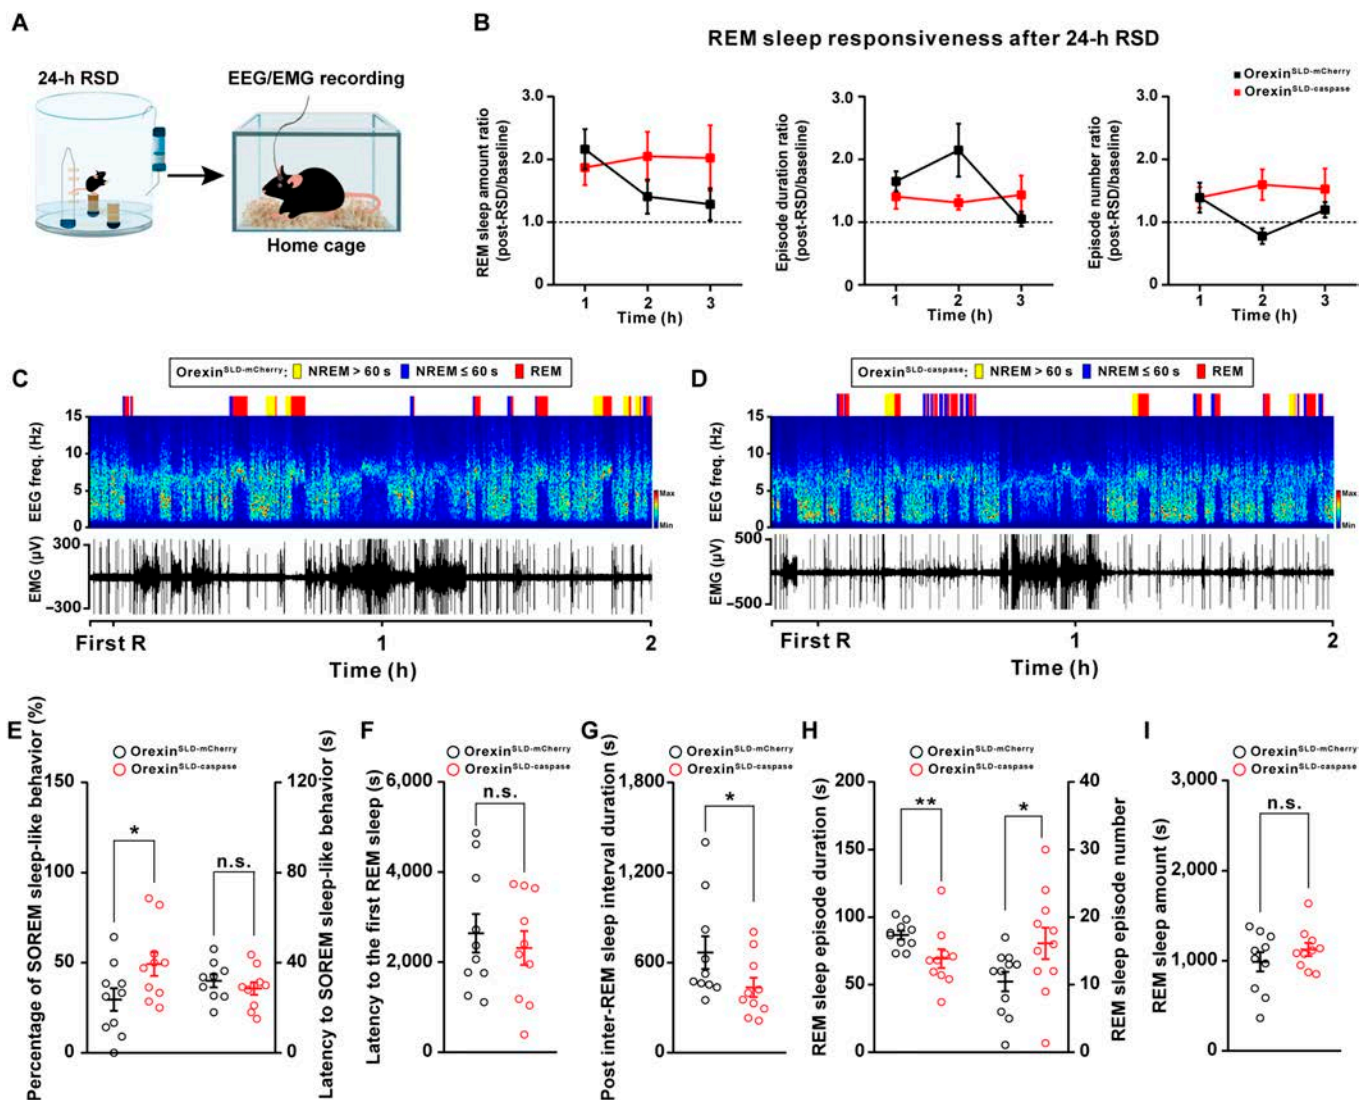 A
24-h RSD
EEG/EMG recording
Home cage
B
REM sleep responsiveness after 24-h RSD
Orexin^SLD-mCherry
Orexin^SLD-caspase
REM sleep amount ratio
(post-RSD/baseline)
3.0
2.0
1.0
0
1 2 3
Time (h)
Episode duration ratio
(post-RSD/baseline)
3.0
2.0
1.0
0
1 2 3
Time (h)
Episode number ratio
(post-RSD/baseline)
3.0
2.0
1.0
0
1 2 3
Time (h)
C
Orexin^SLD-mCherry: NREM > 60 s NREM ≤ 60 s REM
EEG freq. (Hz)
15
10
5
0
Max
Min
EMG (µV)
350
−300
First R 1 2
Time (h)
D
Orexin^SLD-caspase: NREM > 60 s NREM ≤ 60 s REM
EEG freq. (Hz)
15
10
5
0
Max
Min
EMG (µV)
500
−500
First R 1 2
Time (h)
E
Orexin^SLD-mCherry
Orexin^SLD-caspase
Percentage of SOREM sleep-like behavior (%)
150
100
50
0
*
n.s.
120
80
40
0
Latency to SOREM sleep-like behavior (s)
F
Orexin^SLD-mCherry
Orexin^SLD-caspase
Latency to the first REM sleep (s)
6,000
4,000
2,000
0
n.s.
G
Orexin^SLD-mCherry
Orexin^SLD-caspase
Post inter-REM sleep interval duration (s)
1,800
1,200
600
0
*
H
Orexin^SLD-mCherry
Orexin^SLD-caspase
REM sleep episode duration (s)
200
150
100
50
0
**
*
40
30
20
10
0
REM sleep episode number
I
Orexin^SLD-mCherry
Orexin^SLD-caspase
REM sleep amount (s)
3,000
2,000
1,000
0
n.s.